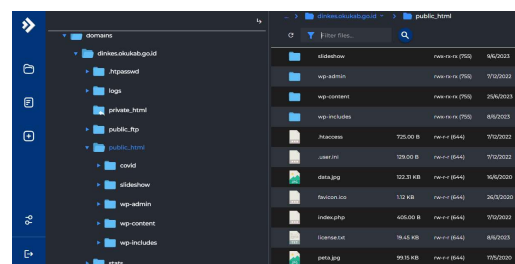 domains
dinkes.okukab.go.id
.htpasswd
logs
private_html
public_ftp
public_html
covid
slideshow
wp-admin
wp-content
wp-includes
stats
... > dinkes.okukab.go.id > public_html
Filter files...
slideshow rwx-rx-rx (755) 9/6/2023
wp-admin rwx-rx-rx (755) 7/12/2022
wp-content rwx-rx-rx (755) 25/6/2023
wp-includes rwx-rx-rx (755) 8/6/2023
.htaccess 725.00 B rw-r-r (644) 7/12/2022
.user.ini 129.00 B rw-r-r (644) 7/12/2022
data.jpg 122.31 KB rw-r-r (644) 16/6/2020
favicon.ico 1.12 KB rw-r-r (644) 26/3/2020
index.php 405.00 B rw-r-r (644) 7/12/2022
license.txt 19.45 KB rw-r-r (644) 8/6/2023
peta.jpg 99.15 KB rw-r-r (644) 17/5/2020